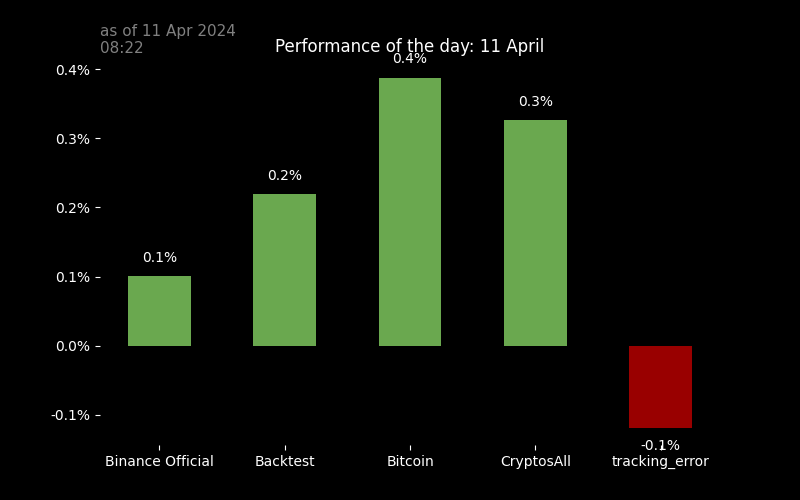 as of 11 Apr 2024
08:22
Performance of the day: 11 April
0.4%
0.3%
0.2%
0.1%
0.0%
-0.1%
0.1%
0.2%
0.4%
0.3%
-0.1%
Binance Official
Backtest
Bitcoin
CryptosAll
tracking_error